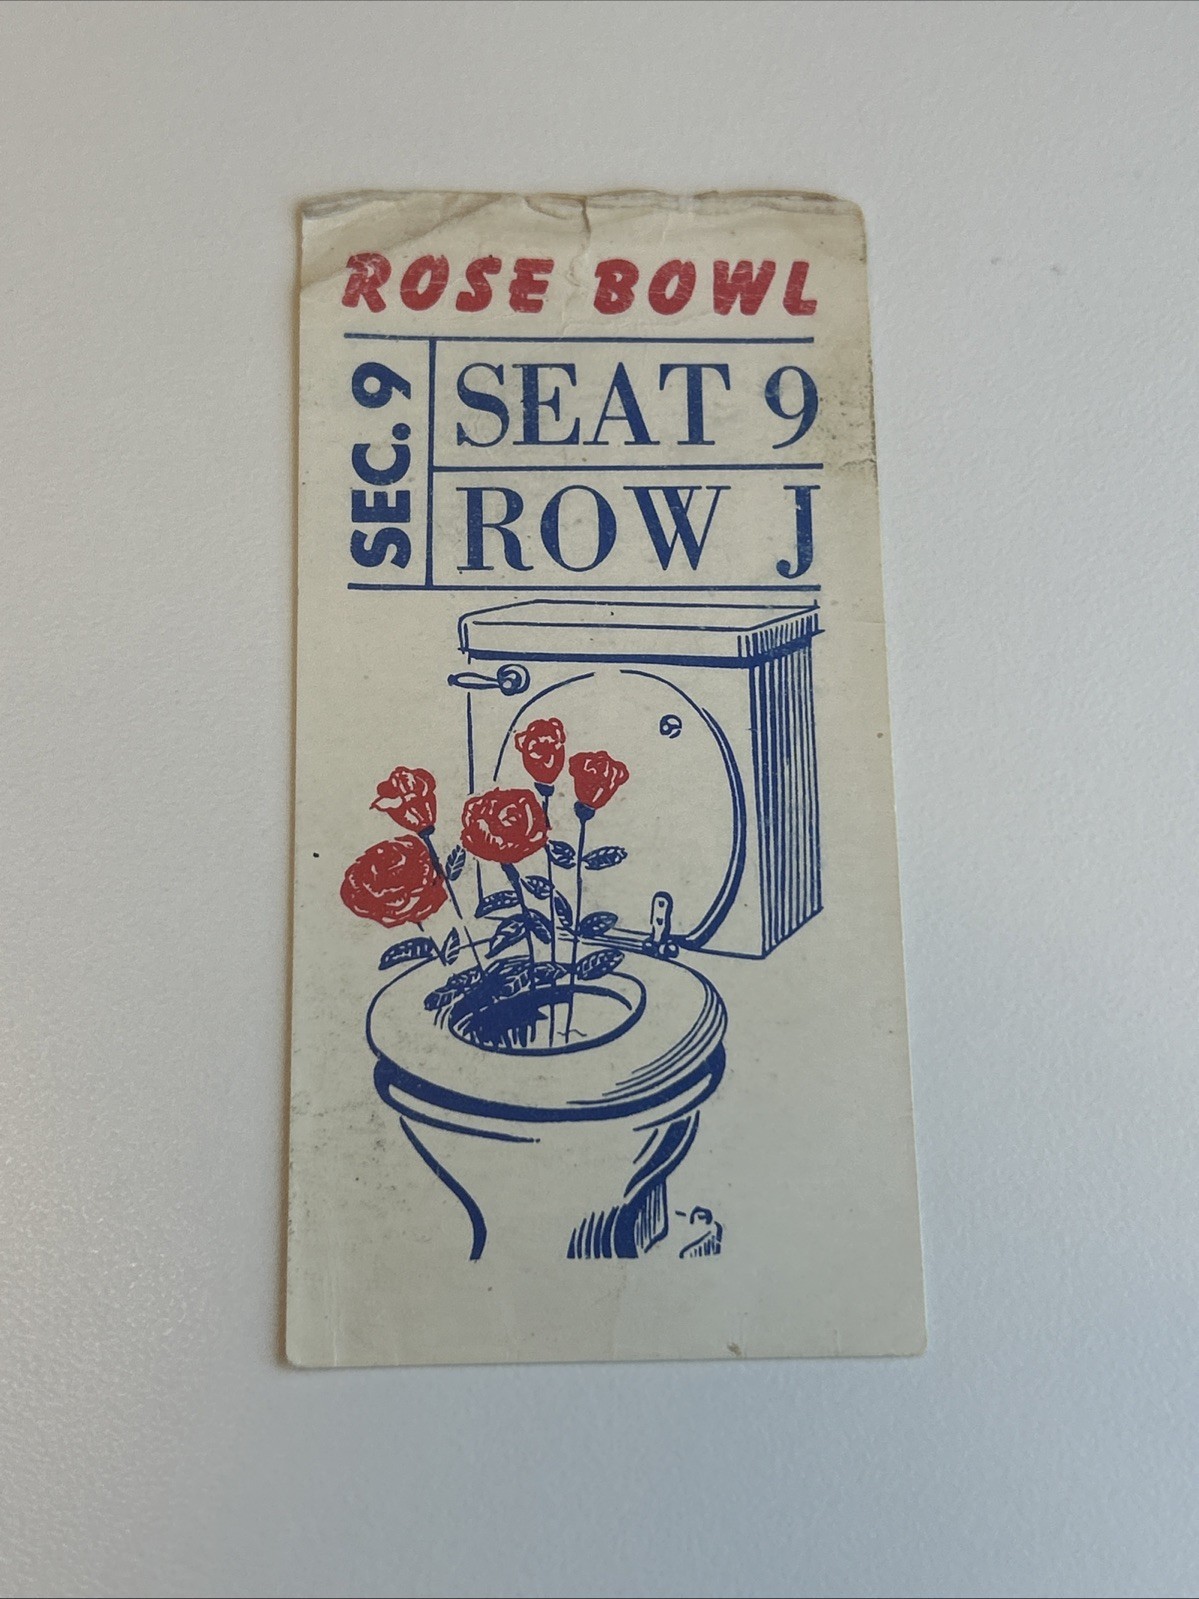 ROSE BOWL
SEC. 9
SEAT 9
ROW J